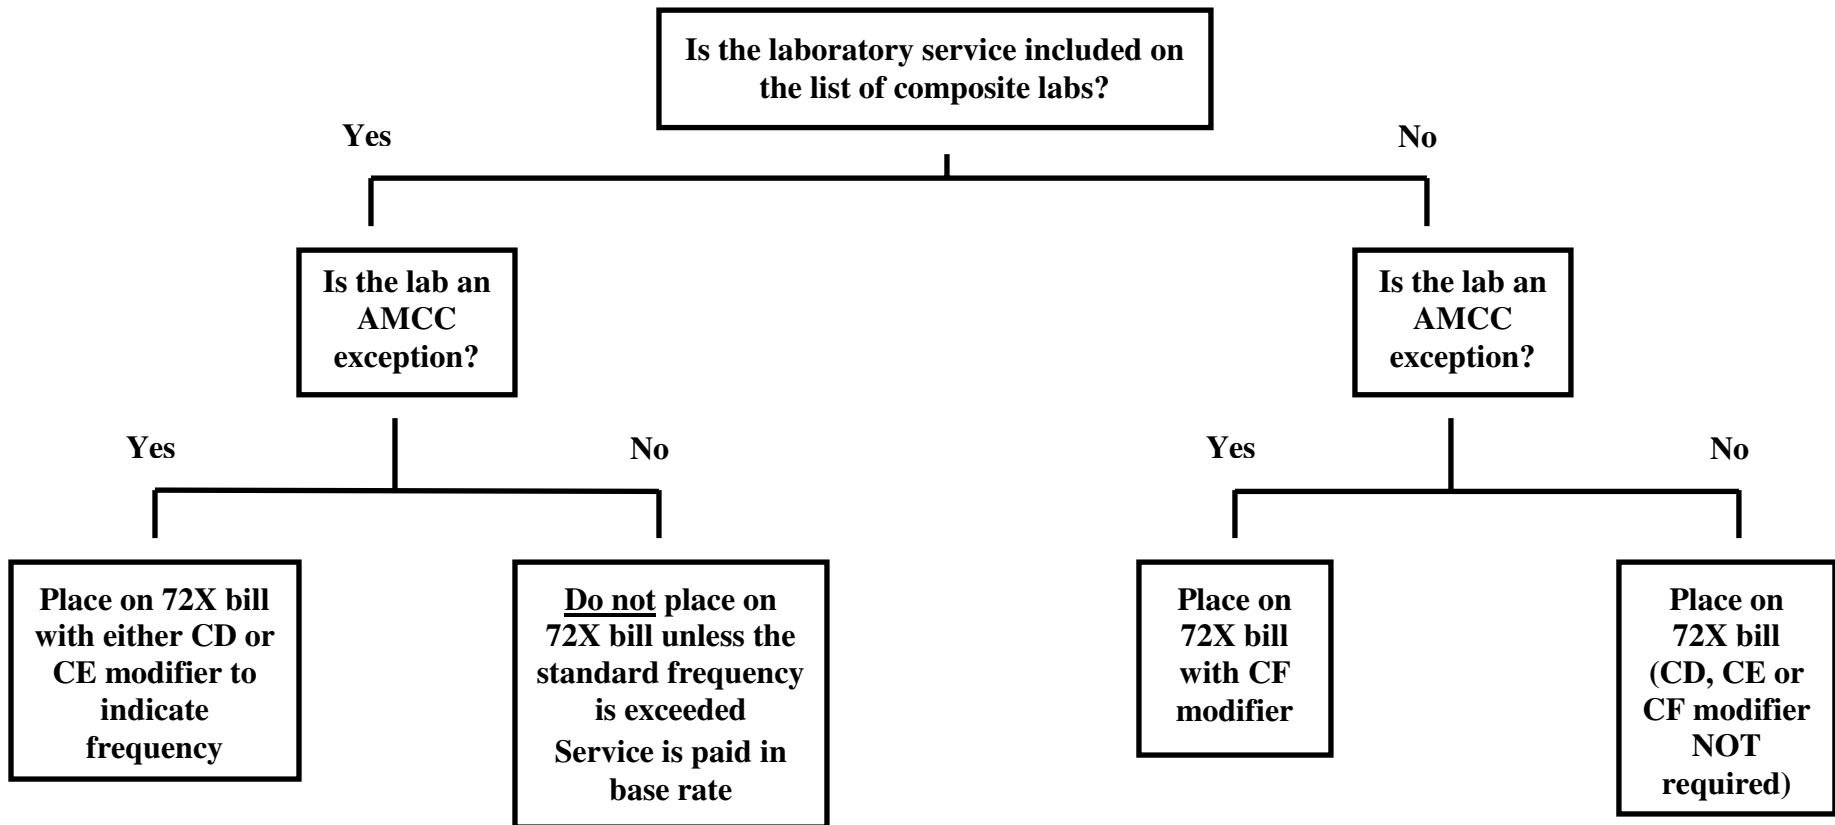 Is the laboratory service included on
the list of composite labs?
Yes
No
Is the lab an
AMCC
exception?
Is the lab an
AMCC
exception?
Yes
No
Yes
No
Place on 72X bill
with either CD or
CE modifier to
indicate
frequency
Do not place on
72X bill unless the
standard frequency
is exceeded
Service is paid in
base rate
Place on
72X bill
with CF
modifier
Place on
72X bill
(CD, CE or
CF modifier
NOT
required)